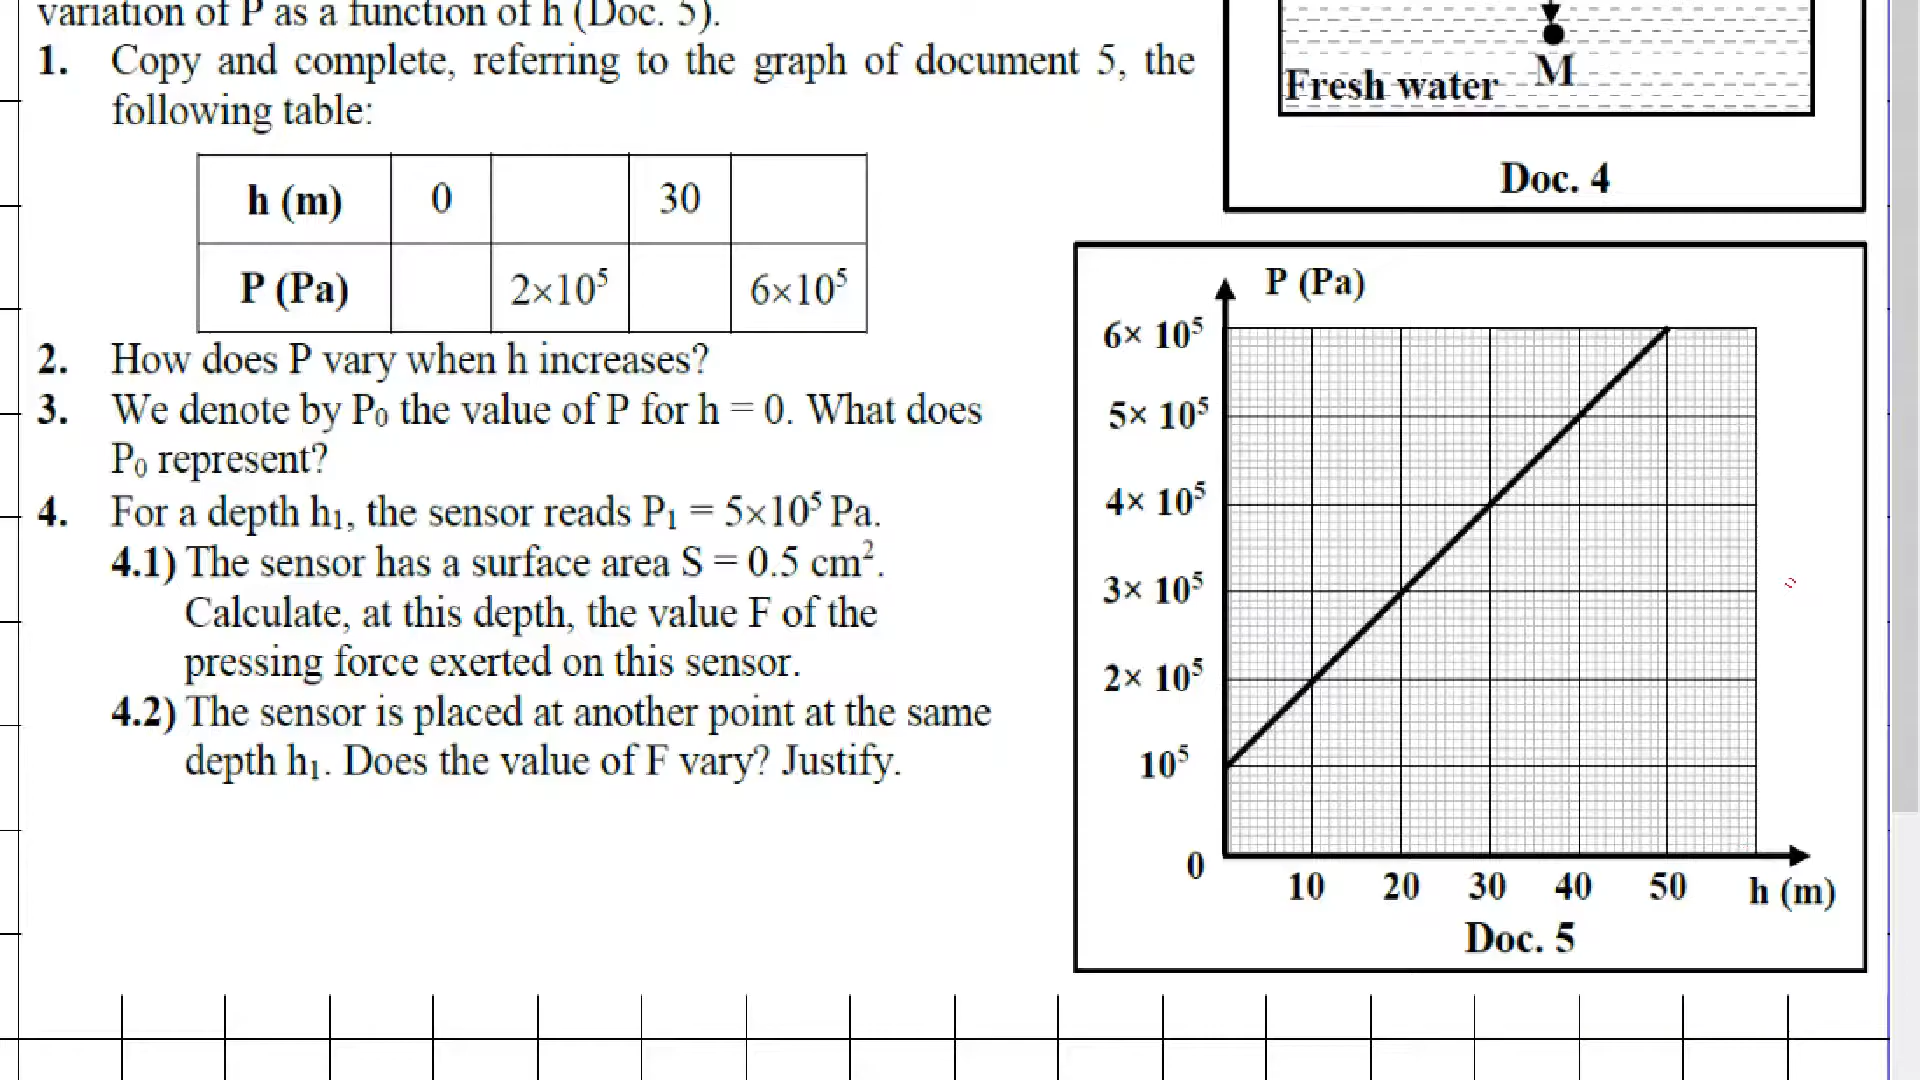 variation of P as a function of h (Doc. 5).
1. Copy and complete, referring to the graph of document 5, the
following table:
h (m) 0 30
P (Pa) 2×10⁵ 6×10⁵
2. How does P vary when h increases?
3. We denote by P₀ the value of P for h = 0. What does
P₀ represent?
4. For a depth h₁, the sensor reads P₁ = 5×10⁵ Pa.
4.1) The sensor has a surface area S = 0.5 cm².
Calculate, at this depth, the value F of the
pressing force exerted on this sensor.
4.2) The sensor is placed at another point at the same
depth h₁. Does the value of F vary? Justify.
M
Fresh water
Doc. 4
P (Pa)
6× 10⁵
5× 10⁵
4× 10⁵
3× 10⁵
2× 10⁵
10⁵
0
10 20 30 40 50 h (m)
Doc. 5